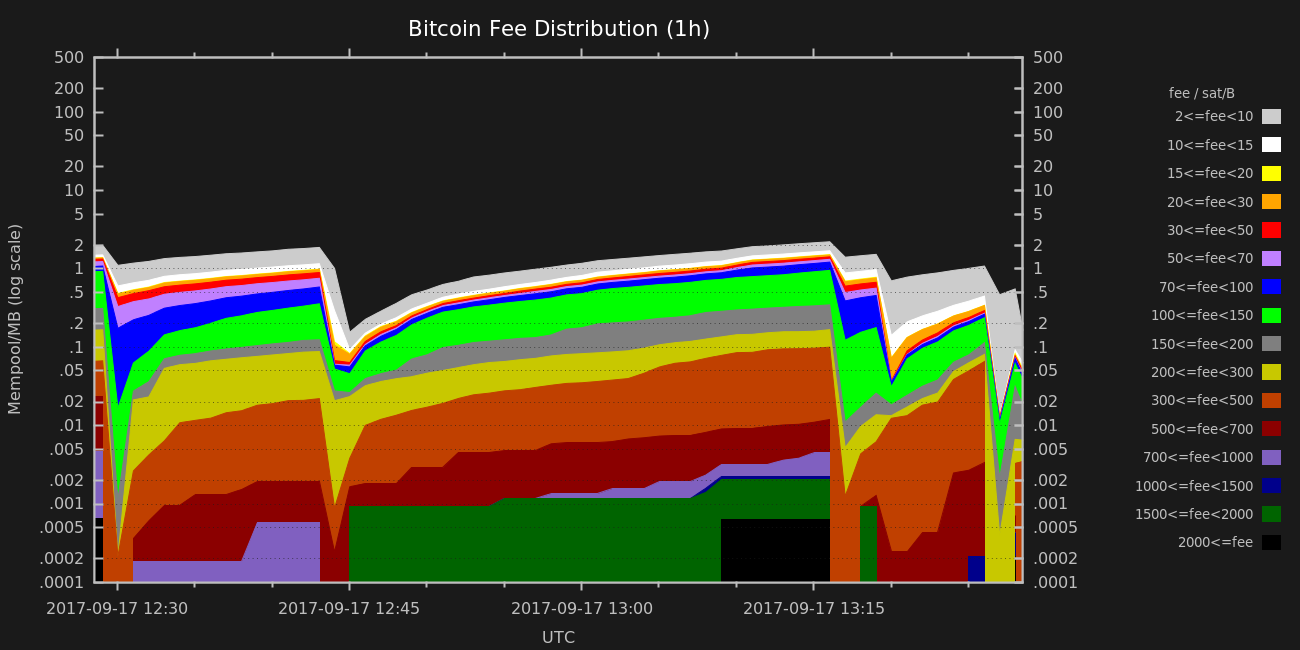 Bitcoin Fee Distribution (1h)
Mempool/MB (log scale)
500
200
100
50
20
10
5
2
1
.5
.2
.1
.05
.02
.01
.005
.002
.001
.0005
.0002
.0001
500
200
100
50
20
10
5
2
1
.5
.2
.1
.05
.02
.01
.005
.002
.001
.0005
.0002
.0001
2017-09-17 12:30
2017-09-17 12:45
2017-09-17 13:00
2017-09-17 13:15
UTC
fee / sat/B
2<=fee<10
10<=fee<15
15<=fee<20
20<=fee<30
30<=fee<50
50<=fee<70
70<=fee<100
100<=fee<150
150<=fee<200
200<=fee<300
300<=fee<500
500<=fee<700
700<=fee<1000
1000<=fee<1500
1500<=fee<2000
2000<=fee